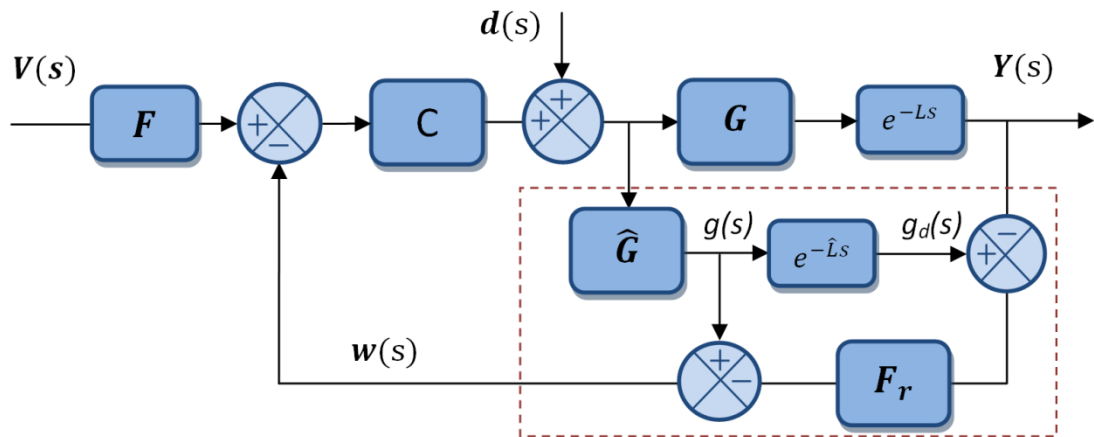 d(s)
V(s)
Y(s)
F
+
−
C
+
+
G
e^{-Ls}
Ĝ
g(s)
e^{-L̂s}
g_d(s)
−
+
w(s)
+
−
F_r